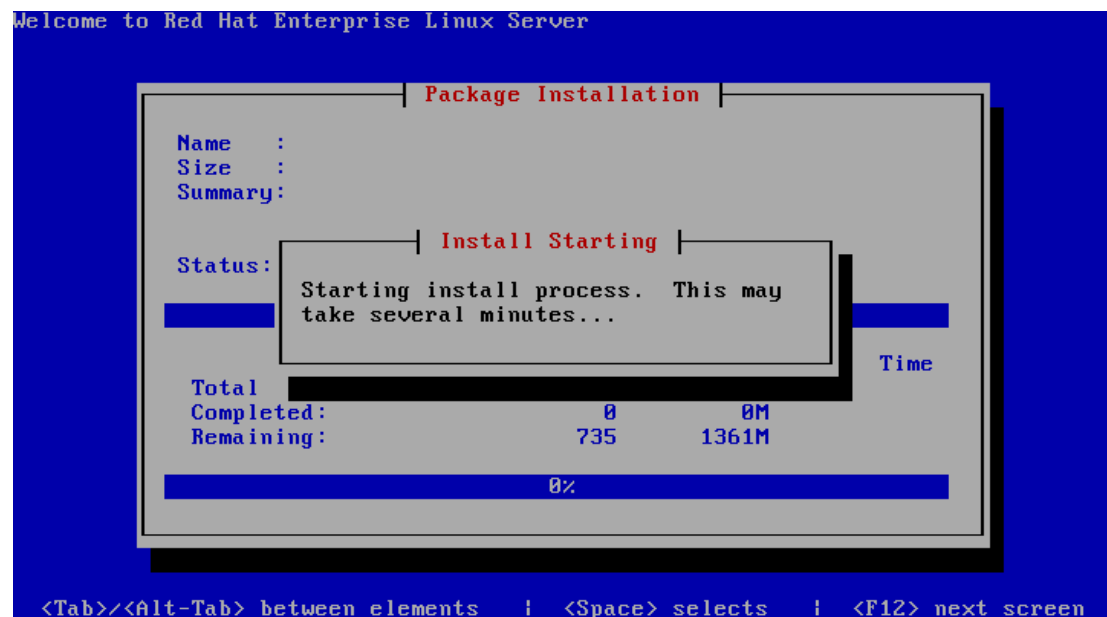 Welcome to Red Hat Enterprise Linux Server
Package Installation
Name :
Size :
Summary:
Install Starting
Status:
Starting install process. This may
take several minutes...
Time
Total
Completed: 0 0M
Remaining: 735 1361M
0%
<Tab>/<Alt-Tab> between elements | <Space> selects | <F12> next screen